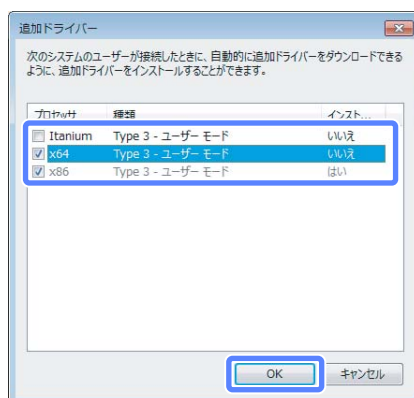 追加ドライバー
次のシステムのユーザーが接続したときに、自動的に追加ドライバーをダウンロードできる
ように、追加ドライバーをインストールすることができます。
プロセッサ 種類 インスト...
Itanium Type 3 - ユーザー モード いいえ
x64 Type 3 - ユーザー モード いいえ
x86 Type 3 - ユーザー モード はい
OK キャンセル